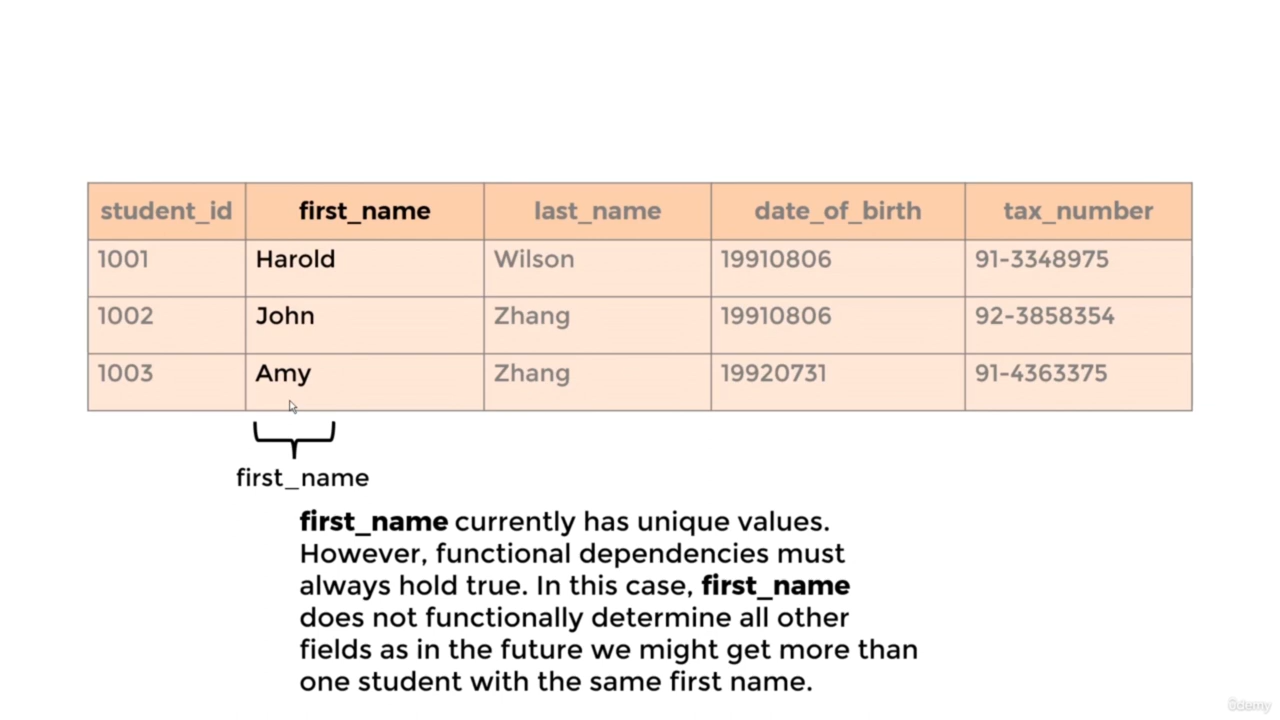 student_id first_name last_name date_of_birth tax_number
1001 Harold Wilson 19910806 91-3348975
1002 John Zhang 19910806 92-3858354
1003 Amy Zhang 19920731 91-4363375
first_name
first_name currently has unique values.
However, functional dependencies must
always hold true. In this case, first_name
does not functionally determine all other
fields as in the future we might get more than
one student with the same first name.
ûdemy